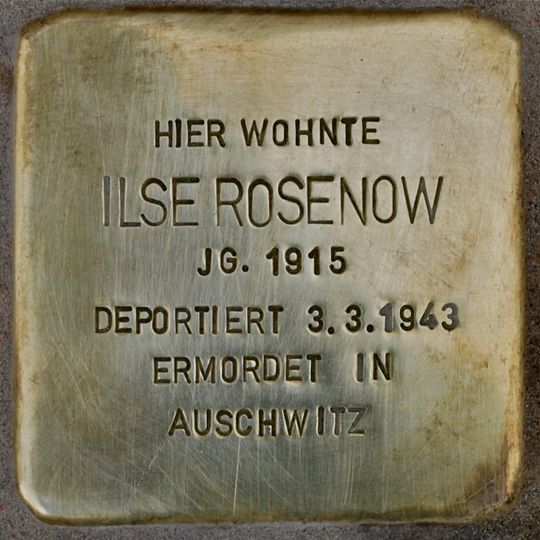 HIER WOHNTE
ILSE ROSENOW
JG. 1915
DEPORTIERT 3.3.1943
ERMORDET IN
AUSCHWITZ